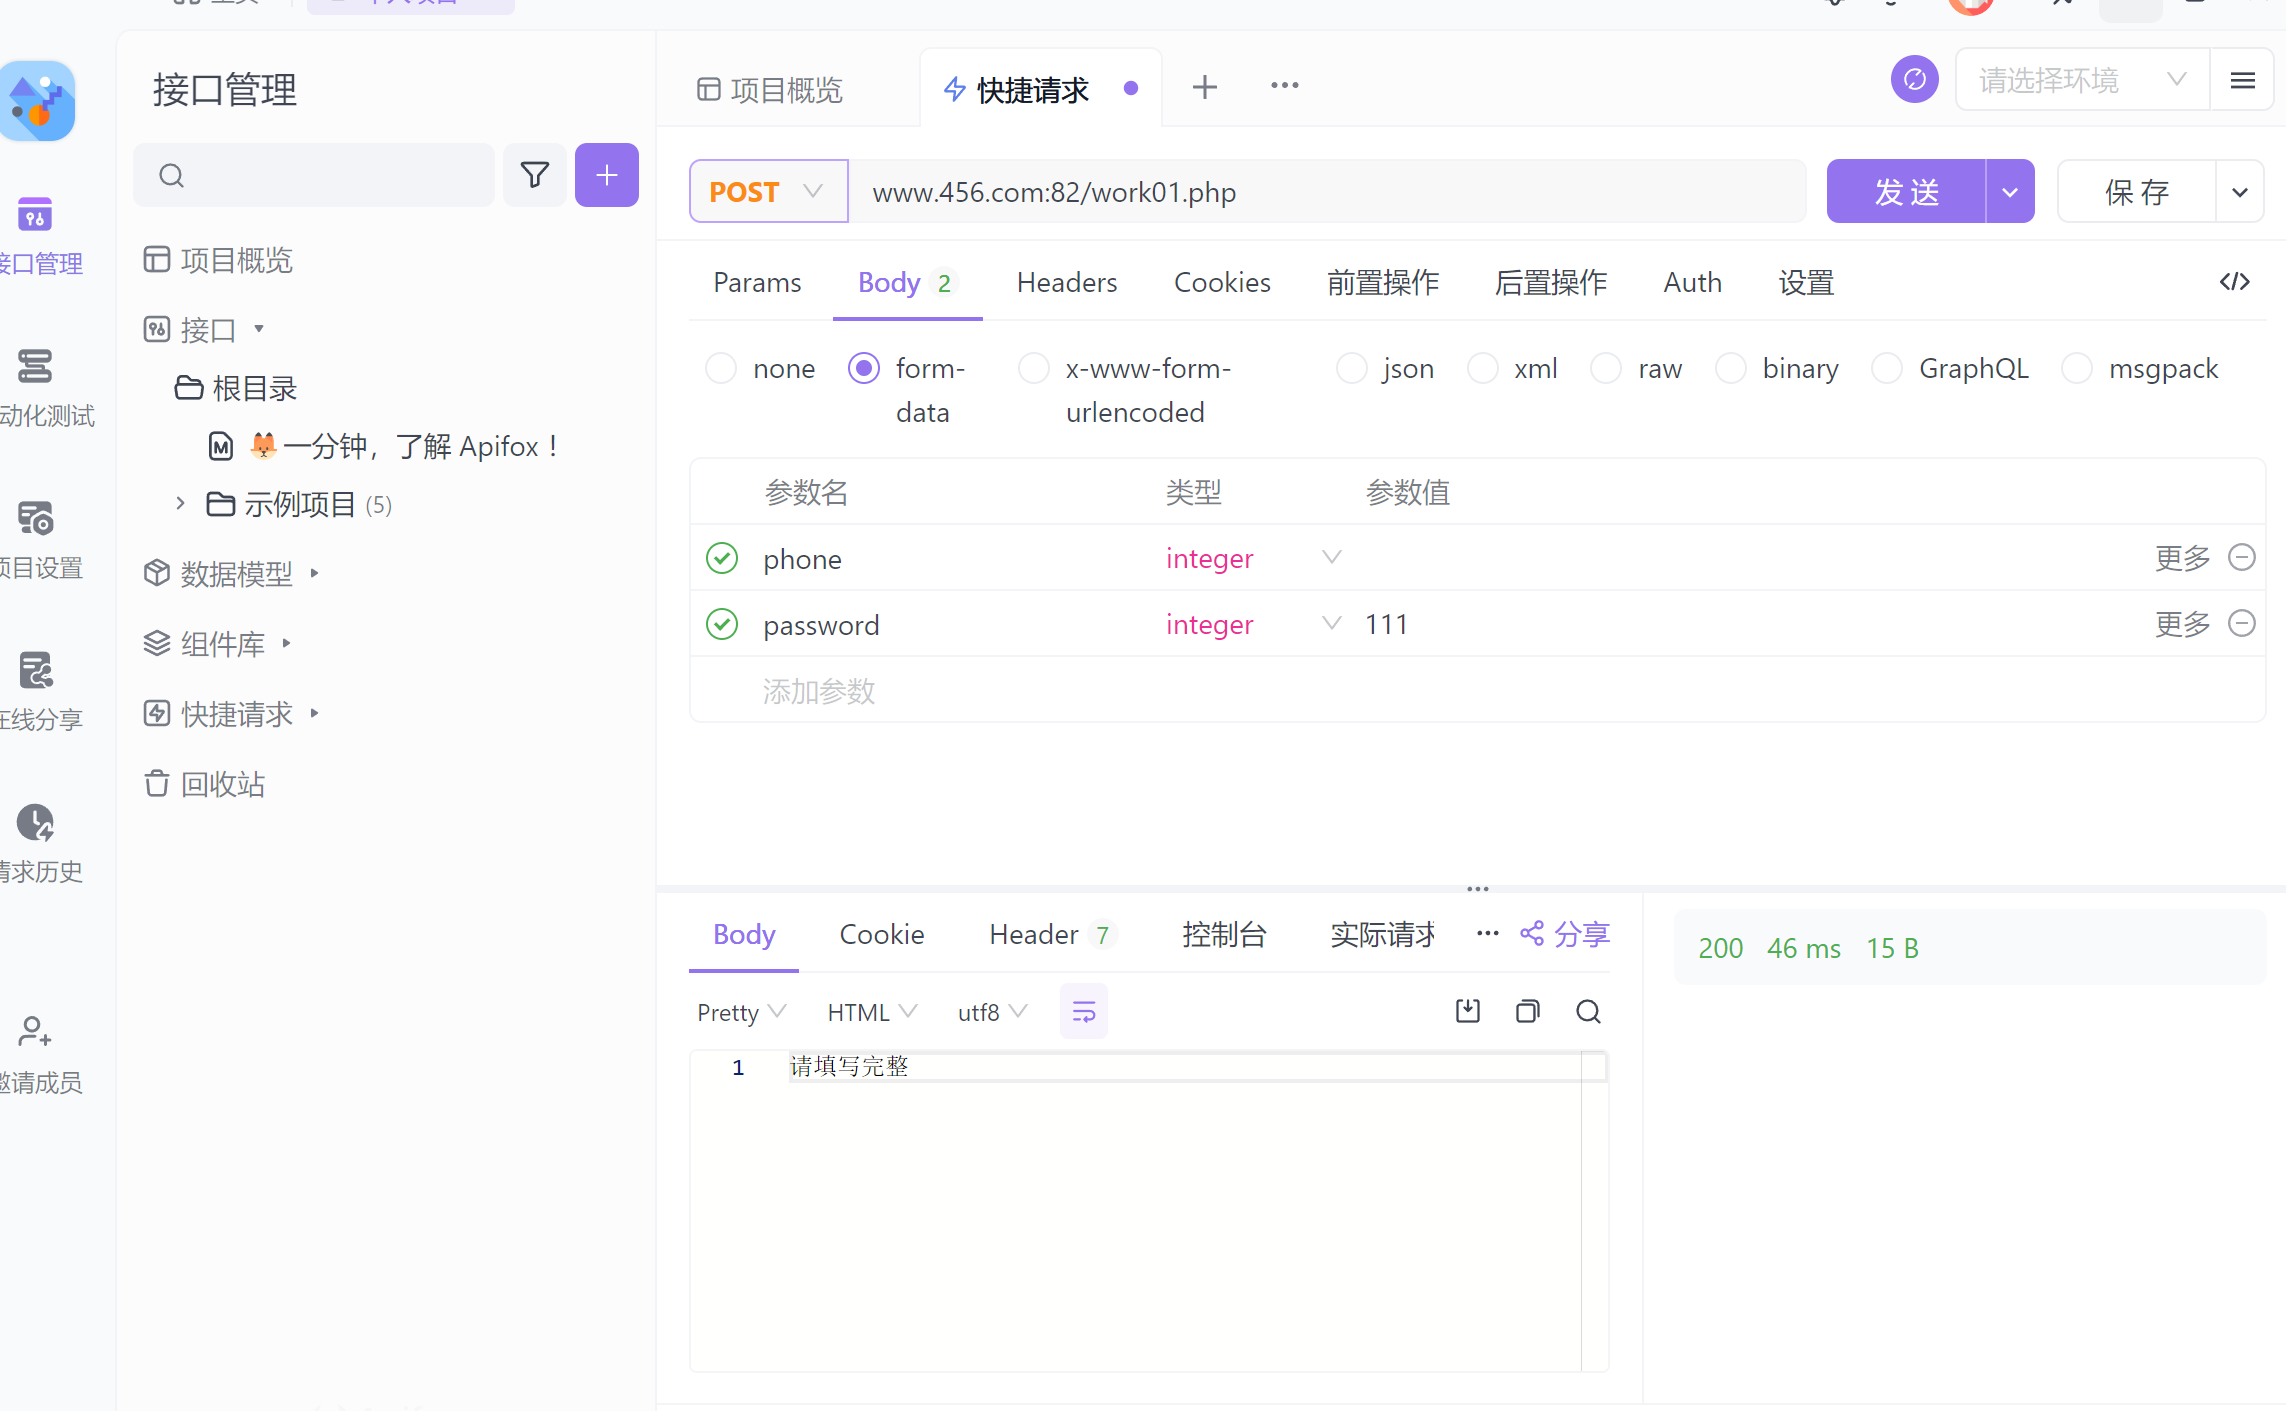 接口管理
项目概览
快捷请求
请选择环境
POST
www.456.com:82/work01.php
发 送
保 存
接口管理
项目概览
Params
Body 2
Headers
Cookies
前置操作
后置操作
Auth
设置
接口
none
form-data
x-www-form-urlencoded
json
xml
raw
binary
GraphQL
msgpack
根目录
动化测试
一分钟，了解 Apifox！
示例项目 (5)
参数名
类型
参数值
phone
integer
更多
password
integer
111
更多
添加参数
项目设置
数据模型
组件库
在线分享
快捷请求
回收站
请求历史
Body
Cookie
Header 7
控制台
实际请求
分享
200 46 ms 15 B
Pretty
HTML
utf8
邀请成员
1 请填写完整